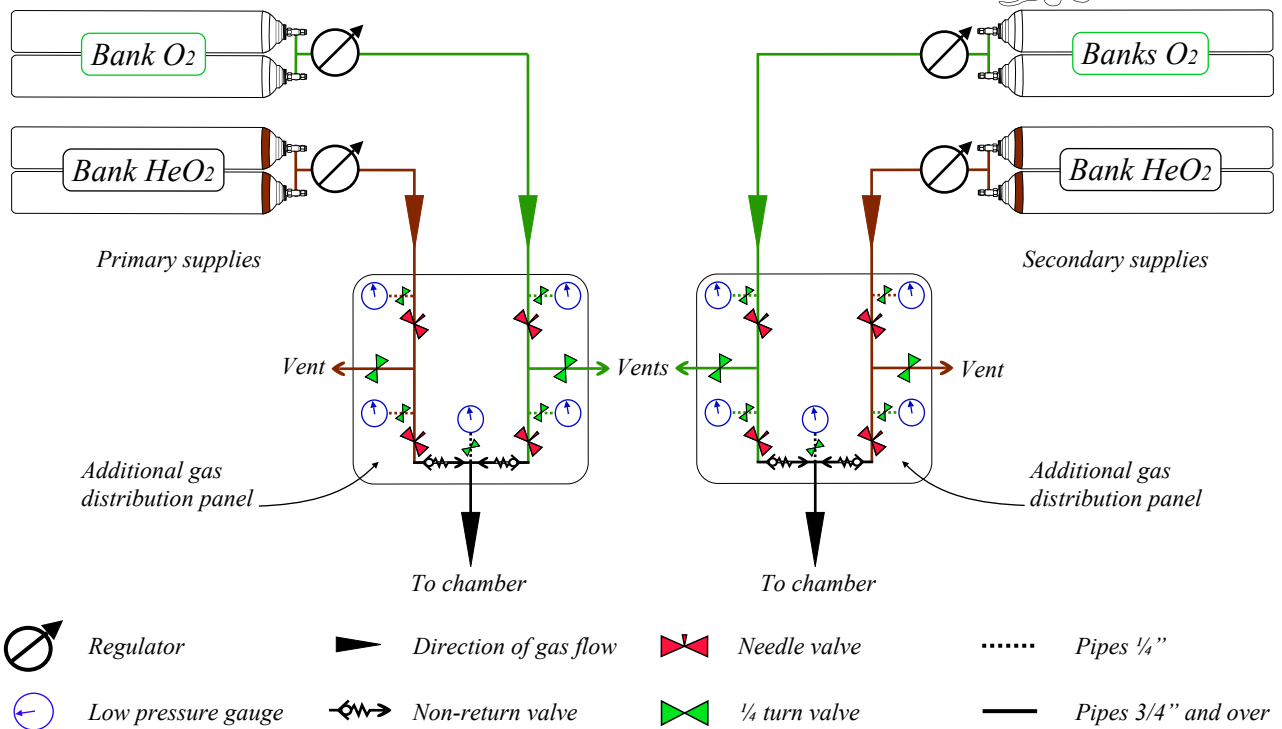 Bank O₂
Banks O₂
Bank HeO₂
Bank HeO₂
Primary supplies
Secondary supplies
Vent
Vents
Vent
Additional gas
distribution panel
Additional gas
distribution panel
To chamber
To chamber
Regulator
Direction of gas flow
Needle valve
Pipes ¼”
Low pressure gauge
Non-return valve
¼ turn valve
Pipes 3/4” and over